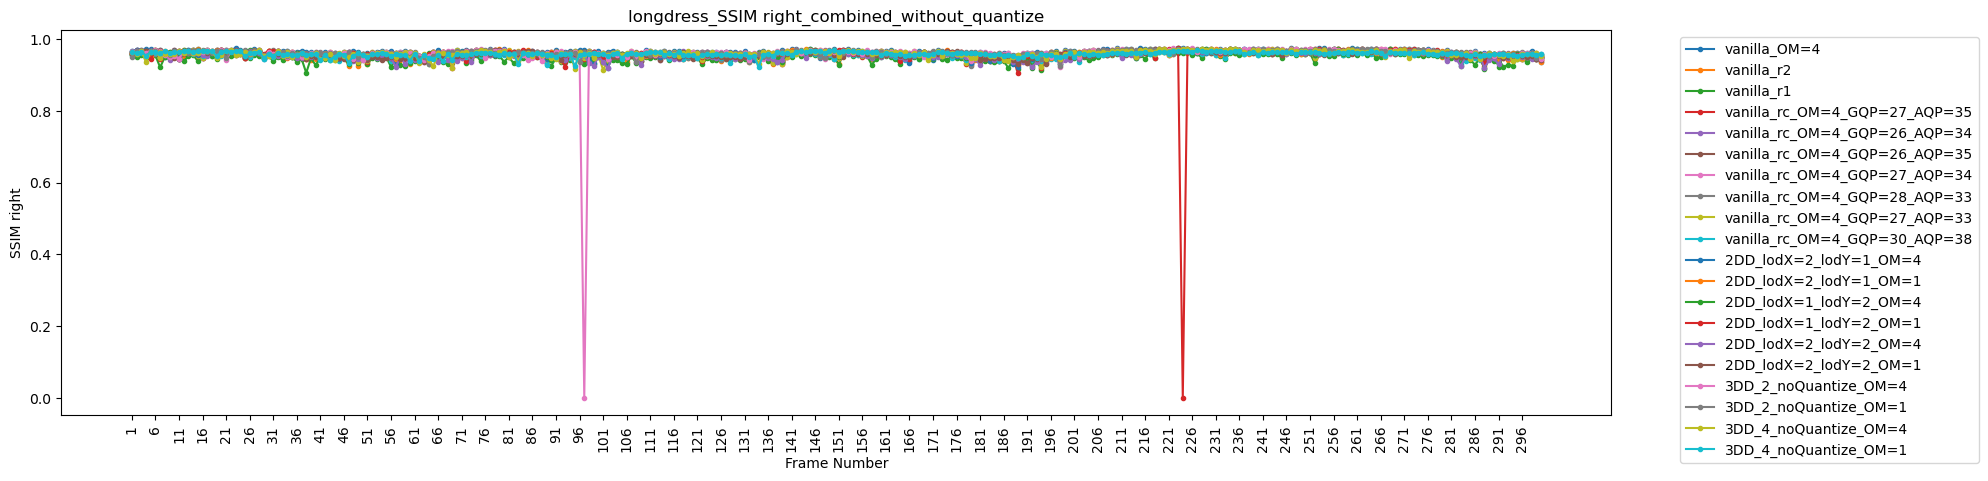 longdress_SSIM right_combined_without_quantize
1.0
0.8
0.6
0.4
0.2
0.0
SSIM right
1 6 11 16 21 26 31 36 41 46 51 56 61 66 71 76 81 86 91 96 101 106 111 116 121 126 131 136 141 146 151 156 161 166 171 176 181 186 191 196 201 206 211 216 221 226 231 236 241 246 251 256 261 266 271 276 281 286 291 296
Frame Number
vanilla_OM=4
vanilla_r2
vanilla_r1
vanilla_rc_OM=4_GQP=27_AQP=35
vanilla_rc_OM=4_GQP=26_AQP=34
vanilla_rc_OM=4_GQP=26_AQP=35
vanilla_rc_OM=4_GQP=27_AQP=34
vanilla_rc_OM=4_GQP=28_AQP=33
vanilla_rc_OM=4_GQP=27_AQP=33
vanilla_rc_OM=4_GQP=30_AQP=38
2DD_lodX=2_lodY=1_OM=4
2DD_lodX=2_lodY=1_OM=1
2DD_lodX=1_lodY=2_OM=4
2DD_lodX=1_lodY=2_OM=1
2DD_lodX=2_lodY=2_OM=4
2DD_lodX=2_lodY=2_OM=1
3DD_2_noQuantize_OM=4
3DD_2_noQuantize_OM=1
3DD_4_noQuantize_OM=4
3DD_4_noQuantize_OM=1